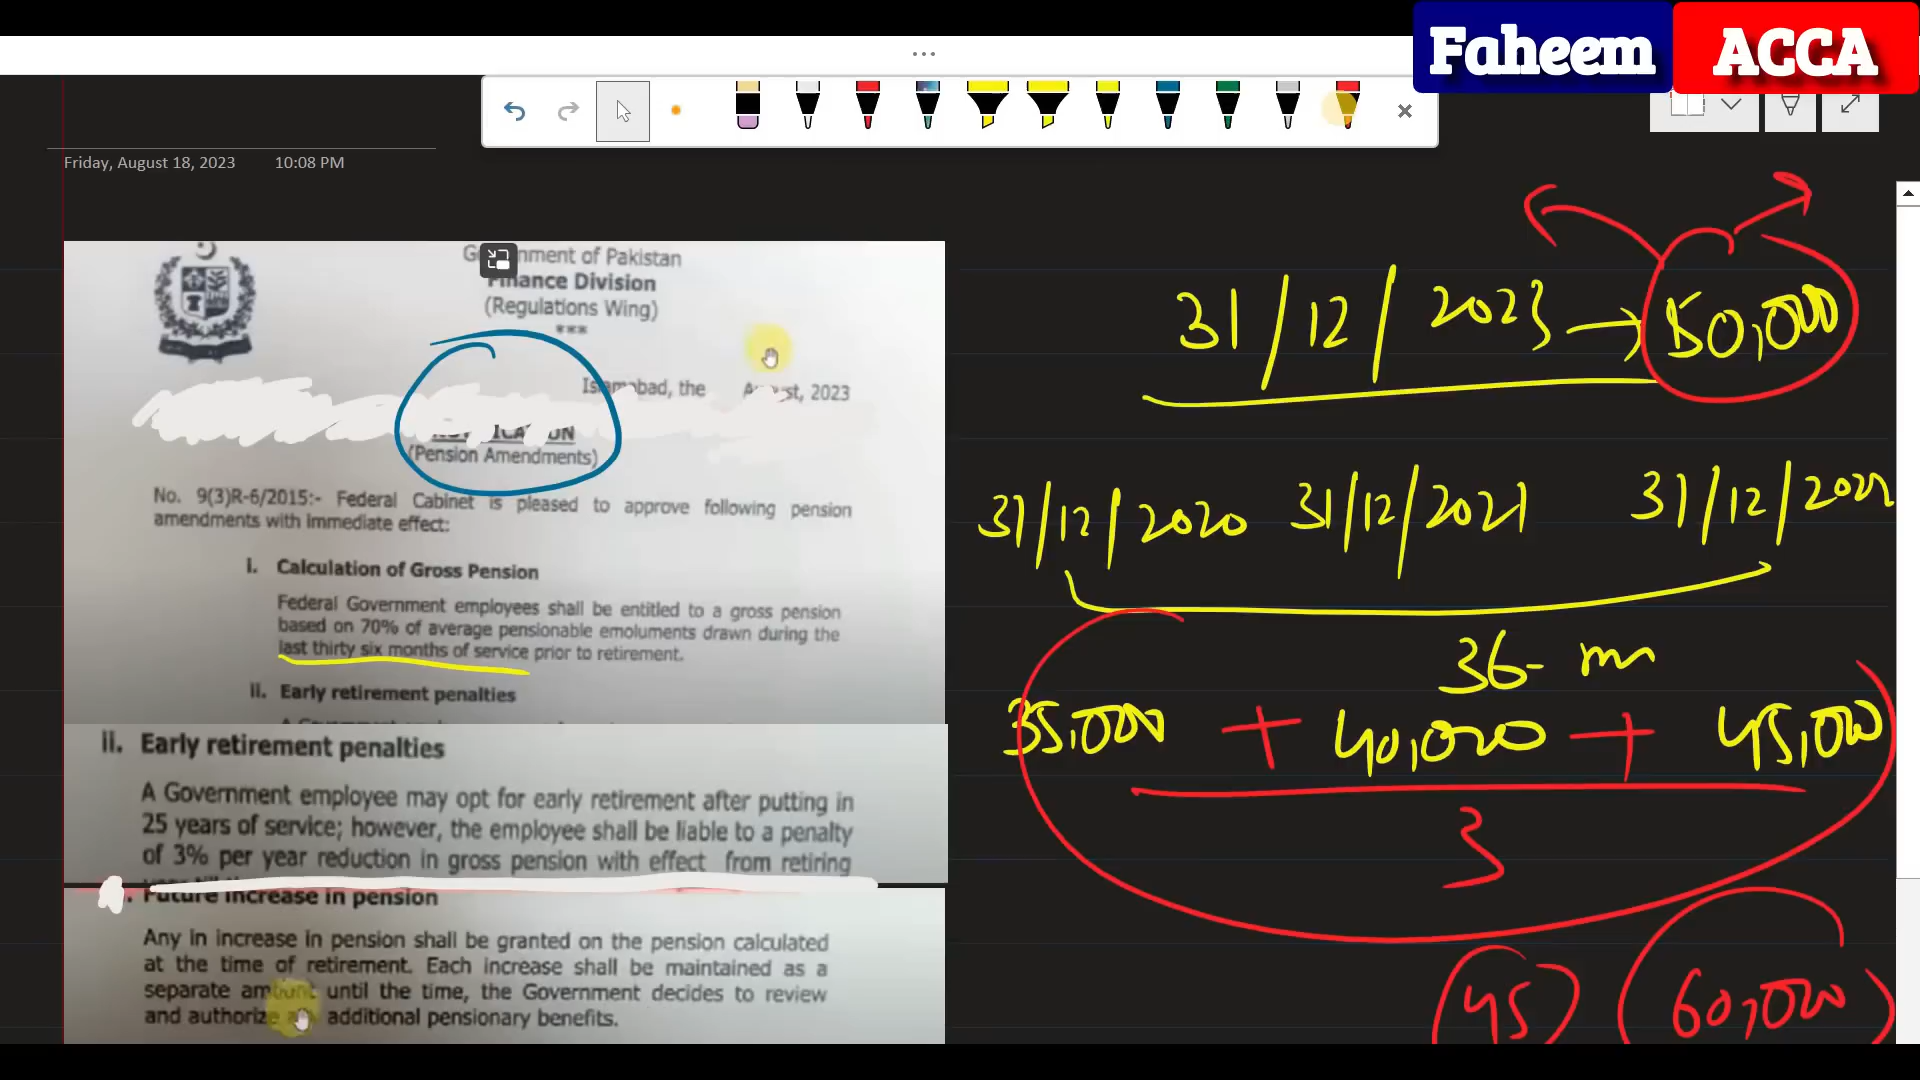 Faheem ACCA
Friday, August 18, 2023 10:08 PM
Government of Pakistan
Finance Division
(Regulations Wing)
***
Islamabad, the August, 2023
(Pension Amendments)
No. 9(3)R-6/2015:- Federal Cabinet is pleased to approve following pension
amendments with immediate effect:
i. Calculation of Gross Pension
Federal Government employees shall be entitled to a gross pension
based on 70% of average pensionable emoluments drawn during the
last thirty six months of service prior to retirement.
ii. Early retirement penalties
ii. Early retirement penalties
A Government employee may opt for early retirement after putting in
25 years of service; however, the employee shall be liable to a penalty
of 3% per year reduction in gross pension with effect from retiring
. Future increase in pension
Any in increase in pension shall be granted on the pension calculated
at the time of retirement. Each increase shall be maintained as a
separate amount until the time, the Government decides to review
and authorize any additional pensionary benefits.
31/12/2023 → 50,000
31/12/2020 31/12/2021 31/12/2022
36- m
35,000 + 40,000 + 45,000
3
45 60,000